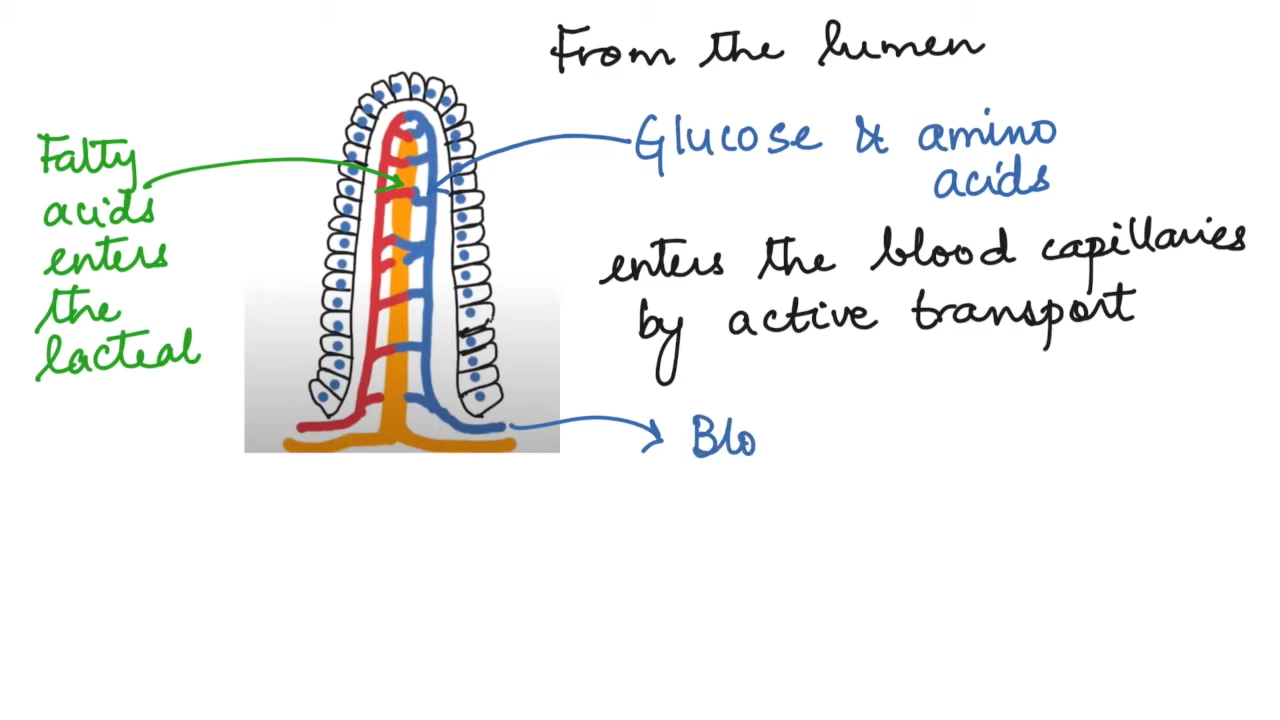 From the lumen
Glucose & amino
acids
enters the blood capillaries
by active transport
Blo
Fatty
acids
enters
the
lacteal